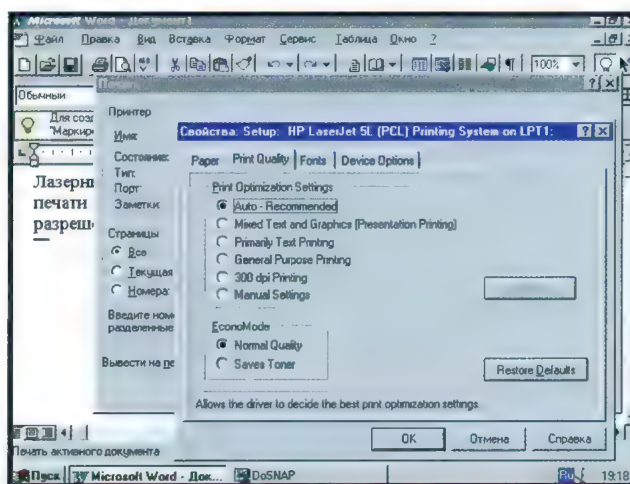 Microsoft Word - Документ1
Файл Правка Вид Вставка Формат Сервис Таблица Окно ?
100%
Обычный
Для созд
"Маркиро
Принтер
Имя:
Состояние:
Тип:
Порт:
Заметки:
Страницы
Все
Текущая
Номера:
Введите номе
разделенные
Вывести на пе
Лазерны
печати
разреш
Свойства: Setup: HP LaserJet 5L (PCL) Printing System on LPT1:
Paper Print Quality Fonts Device Options
Print Optimization Settings
Auto - Recommended
Mixed Text and Graphics (Presentation Printing)
Primarily Text Printing
General Purpose Printing
300 dpi Printing
Manual Settings
EconoMode
Normal Quality
Saves Toner
Restore Defaults
Allows the driver to decide the best print optimization settings.
OK Отмена Справка
Печать активного документа
Пуск Microsoft Word - Док... DoSNAP Ru 19:18